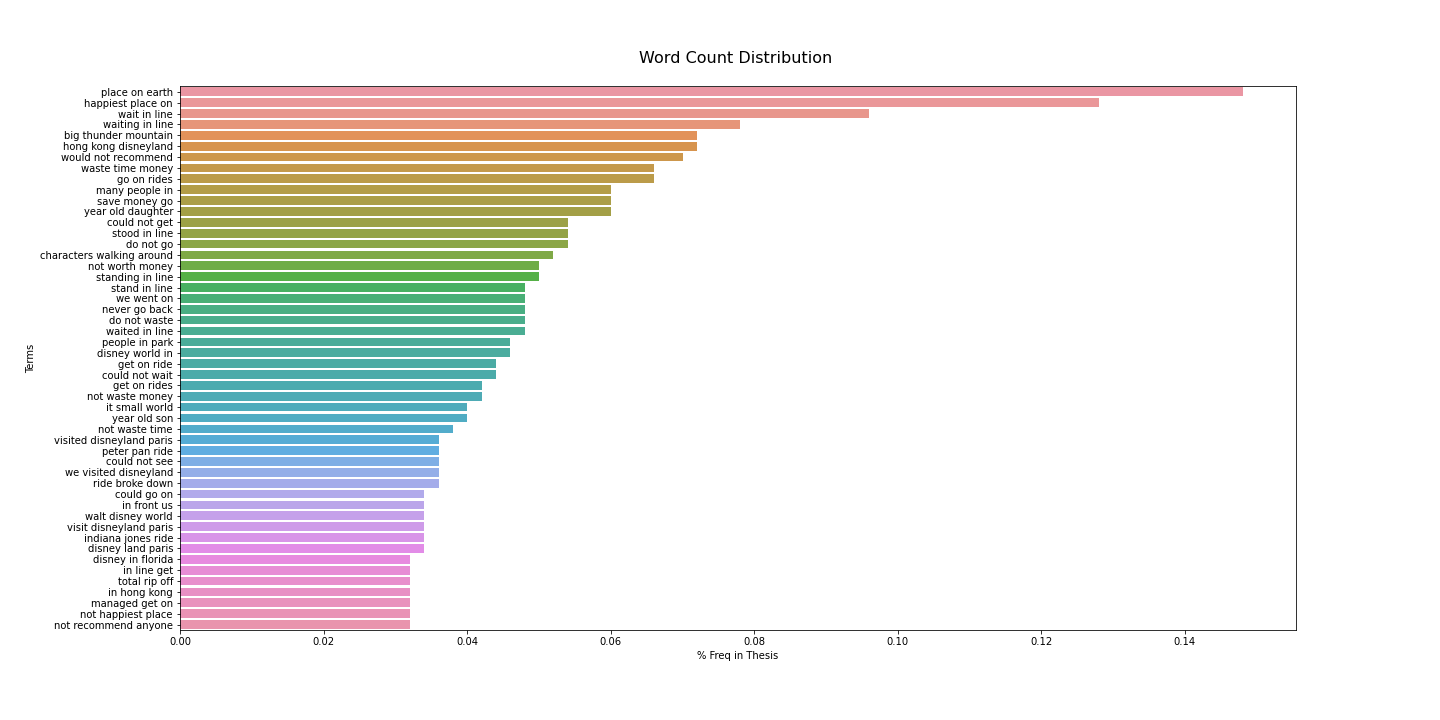 Word Count Distribution
place on earth
happiest place on
wait in line
waiting in line
big thunder mountain
hong kong disneyland
would not recommend
waste time money
go on rides
many people in
save money go
year old daughter
could not get
stood in line
do not go
characters walking around
not worth money
standing in line
stand in line
we went on
never go back
do not waste
waited in line
people in park
disney world in
get on ride
could not wait
get on rides
not waste money
it small world
year old son
not waste time
visited disneyland paris
peter pan ride
could not see
we visited disneyland
ride broke down
could go on
in front us
walt disney world
visit disneyland paris
indiana jones ride
disney land paris
disney in florida
in line get
total rip off
in hong kong
managed get on
not happiest place
not recommend anyone
Terms
0.00 0.02 0.04 0.06 0.08 0.10 0.12 0.14
% Freq in Thesis